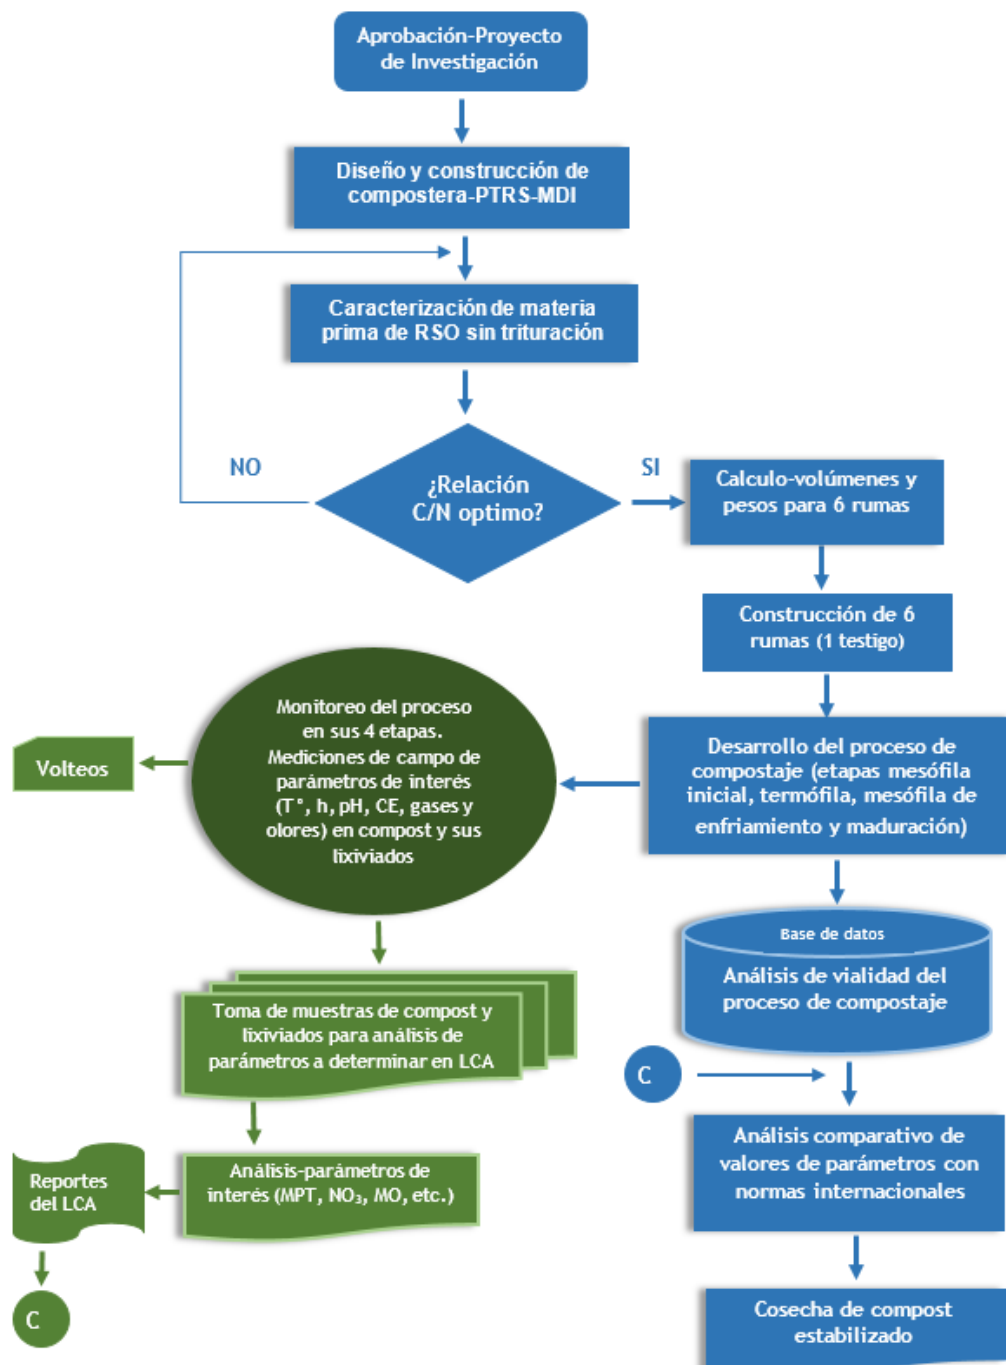 Aprobación-Proyecto
de Investigación
Diseño y construcción de
compostera-PTRS-MDI
Caracterización de materia
prima de RSO sin trituración
NO
¿Relación
C/N optimo?
SI
Calculo-volúmenes y
pesos para 6 rumas
Construcción de 6
rumas (1 testigo)
Desarrollo del proceso de
compostaje (etapas mesófila
inicial, termófila, mesófila de
enfriamiento y maduración)
Monitoreo del proceso
en sus 4 etapas.
Mediciones de campo de
parámetros de interés
(T°, h, pH, CE, gases y
olores) en compost y sus
lixiviados
Volteos
Base de datos
Análisis de vialidad del
proceso de compostaje
Toma de muestras de compost y
lixiviados para análisis de
parámetros a determinar en LCA
C
Análisis comparativo de
valores de parámetros con
normas internacionales
Análisis-parámetros de
interés (MPT, NO₃, MO, etc.)
Reportes
del LCA
C
Cosecha de compost
estabilizado